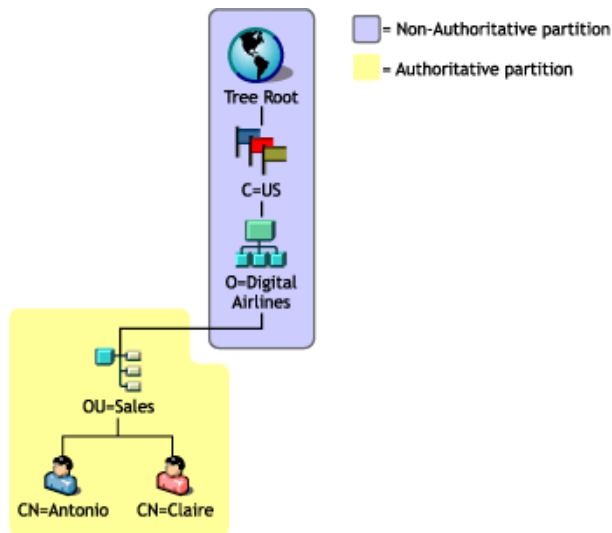 = Non-Authoritative partition
= Authoritative partition
Tree Root
C=US
O=Digital
Airlines
OU=Sales
CN=Antonio
CN=Claire